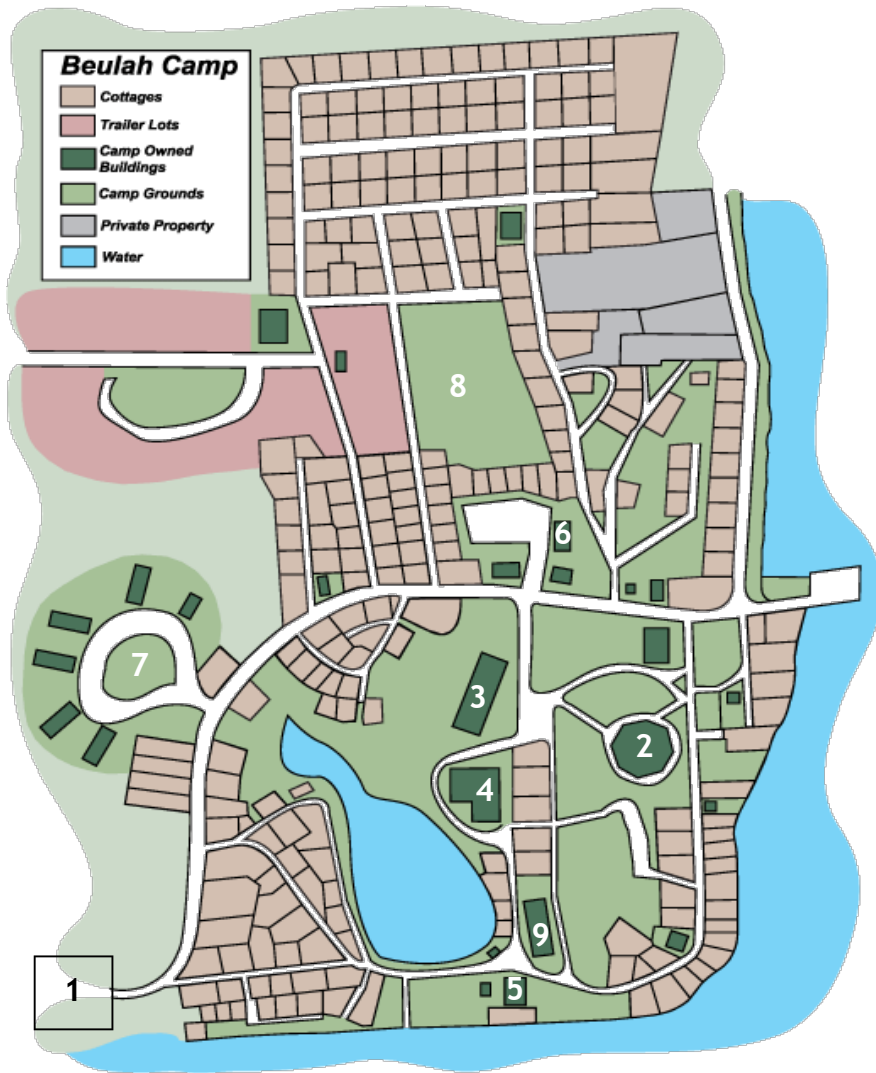 Beulah Camp
Cottages
Trailer Lots
Camp Owned
Buildings
Camp Grounds
Private Property
Water
8
6
7
3
2
4
9
5
1